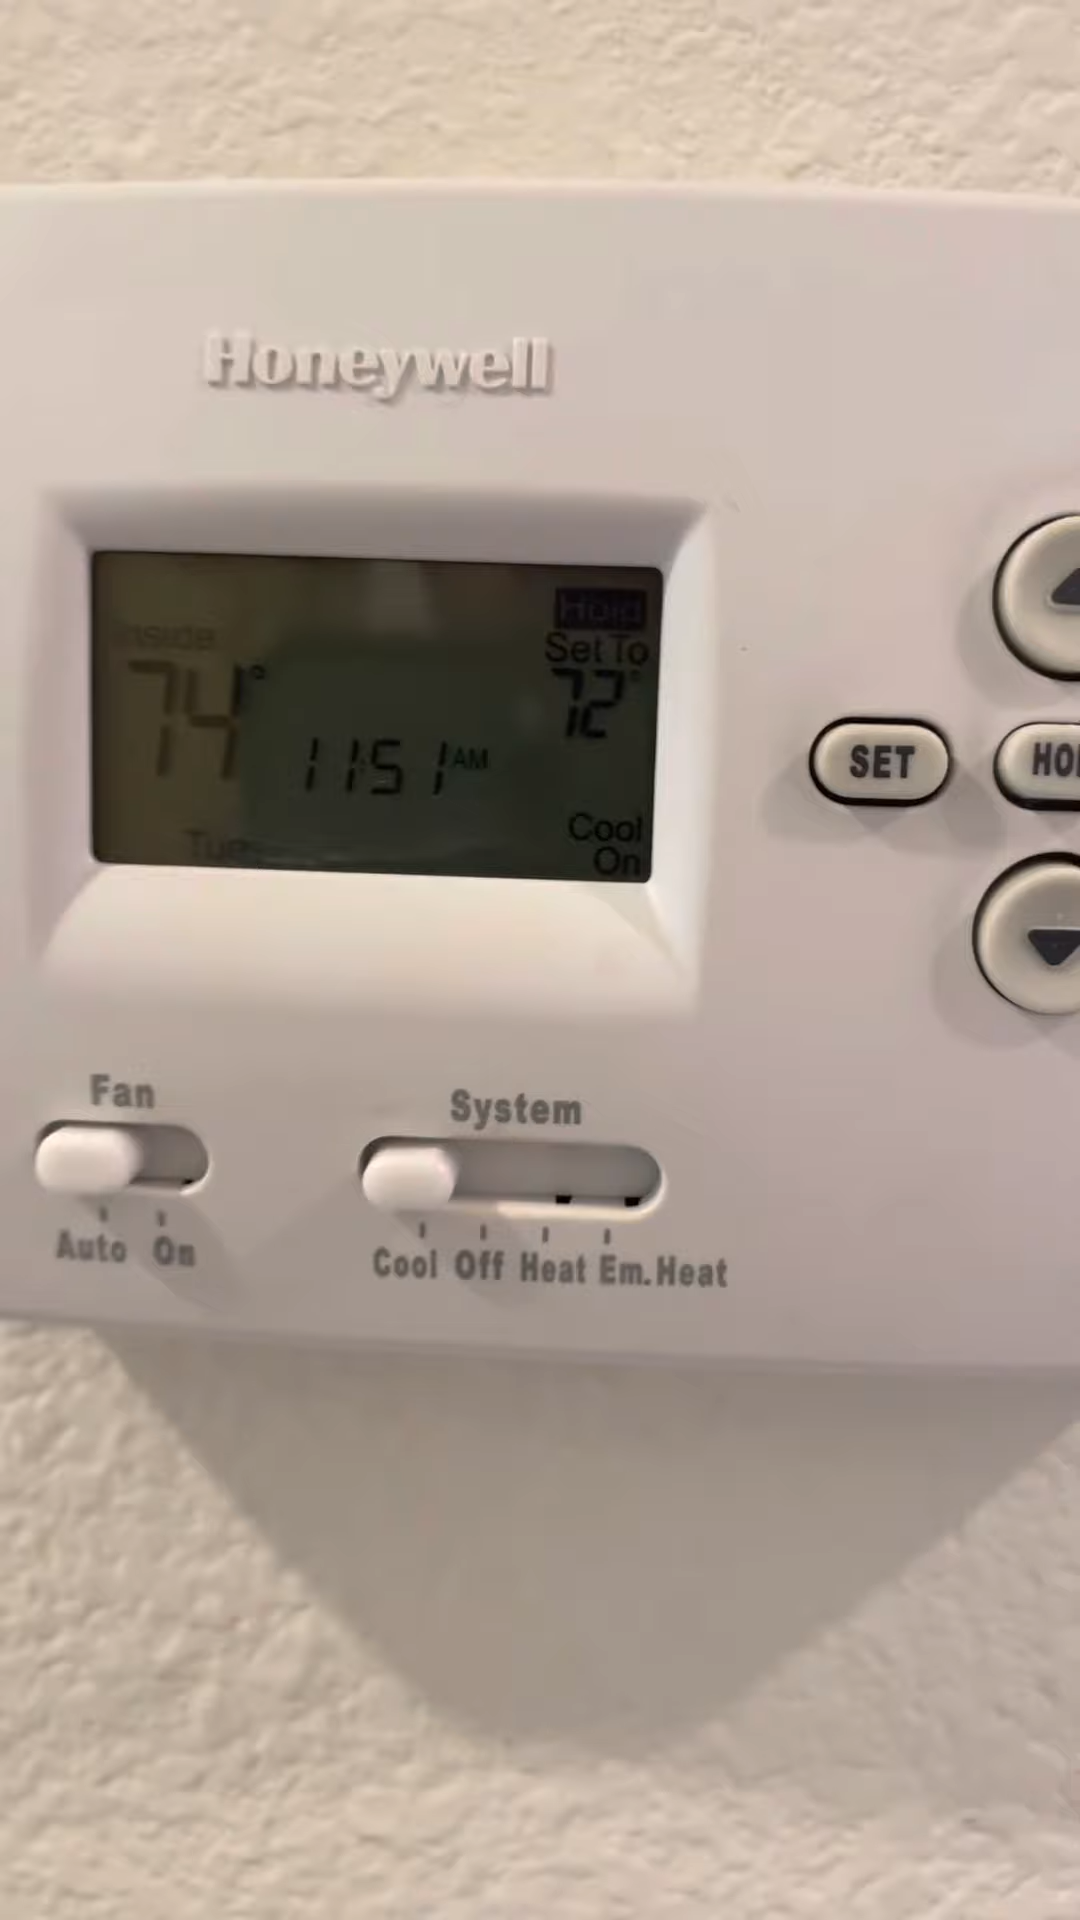 Honeywell
Hold
Inside
Set To
74°
72°
11:51 AM
Cool
On
Tue
SET
Fan
System
Auto On
Cool Off Heat Em. Heat